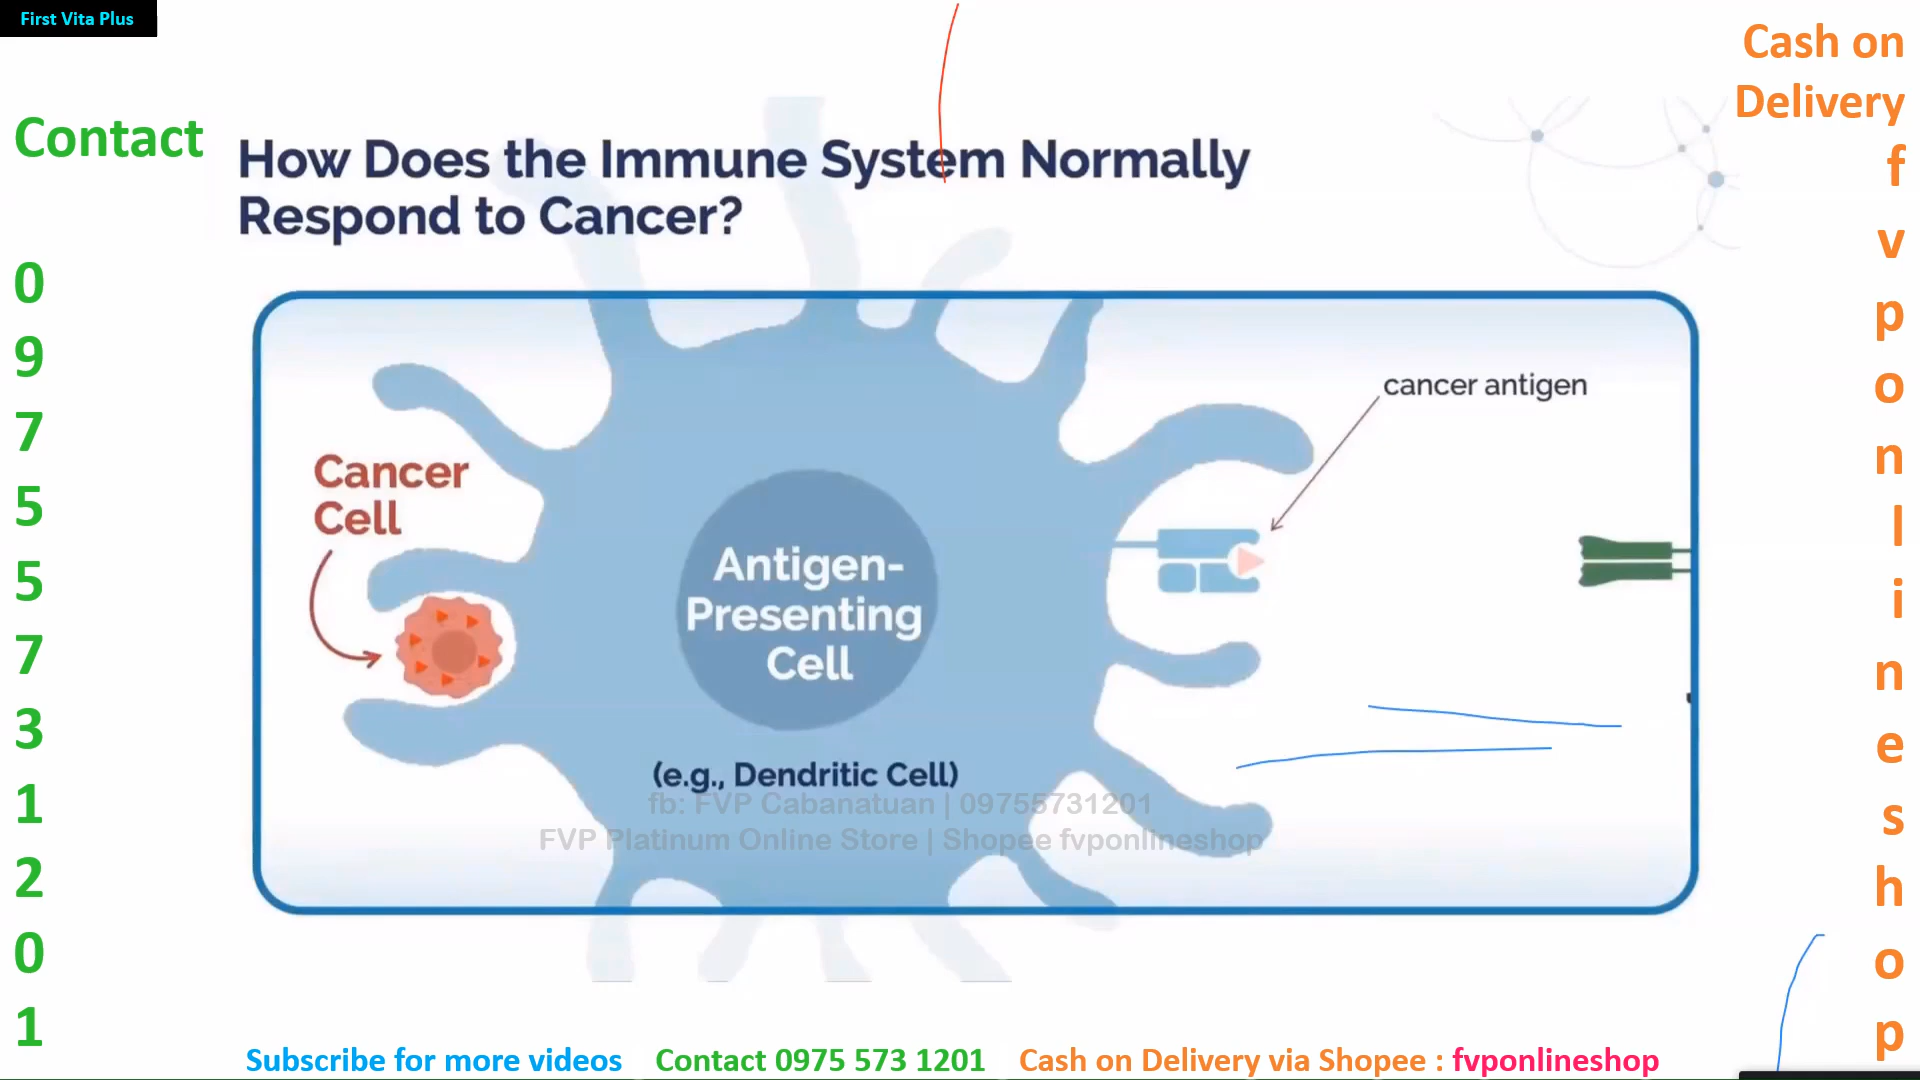 First Vita Plus
Cash on
Delivery
Contact
How Does the Immune System Normally
Respond to Cancer?
0
9
7
5
5
7
3
1
2
0
1
f
v
p
o
n
l
i
n
e
s
h
o
p
cancer antigen
Cancer
Cell
Antigen-
Presenting
Cell
(e.g., Dendritic Cell)
fb: FVP Cabanatuan | 09755731201
FVP Platinum Online Store | Shopee fvponlineshop
Subscribe for more videos Contact 0975 573 1201 Cash on Delivery via Shopee : fvponlineshop